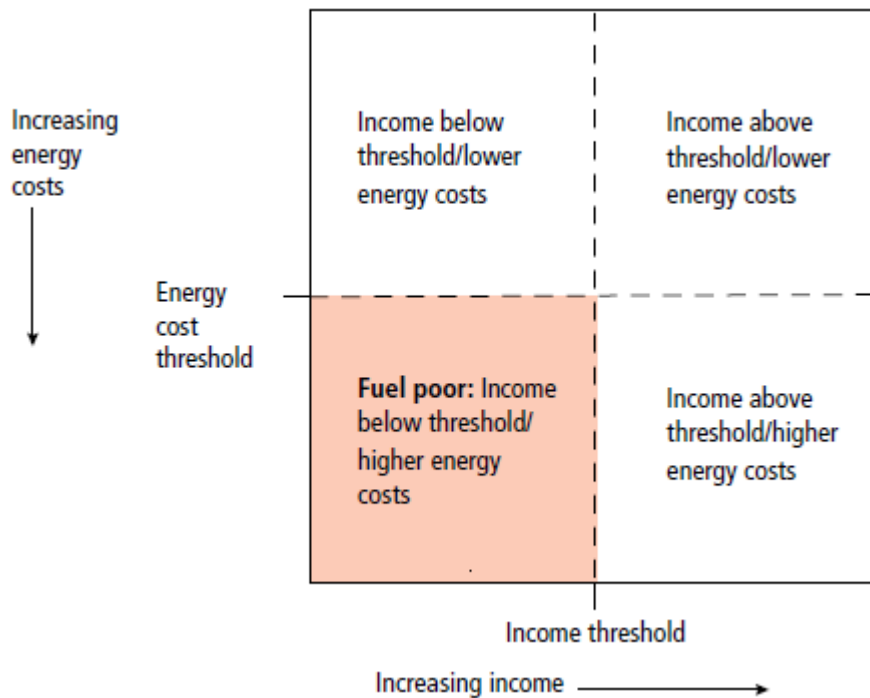 Increasing
energy
costs
Income below
threshold/lower
energy costs
Income above
threshold/lower
energy costs
Energy
cost
threshold
Fuel poor: Income
below threshold/
higher energy
costs
Income above
threshold/higher
energy costs
Income threshold
Increasing income